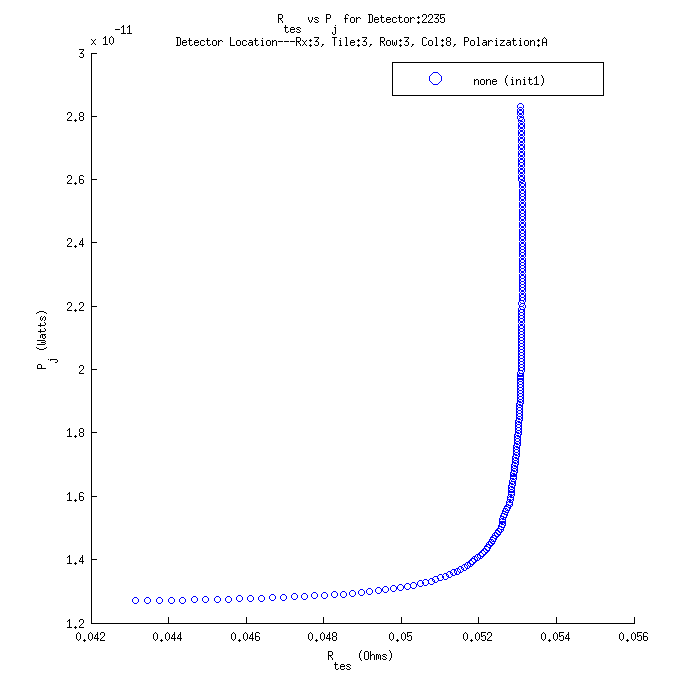 R_tes vs P_j for Detector:2235
x 10^-11
Detector Location---Rx:3, Tile:3, Row:3, Col:8, Polarization:A
none (init1)
3
2.8
2.6
2.4
2.2
2
1.8
1.6
1.4
1.2
P_j (Watts)
0.042 0.044 0.046 0.048 0.05 0.052 0.054 0.056
R_tes (Ohms)